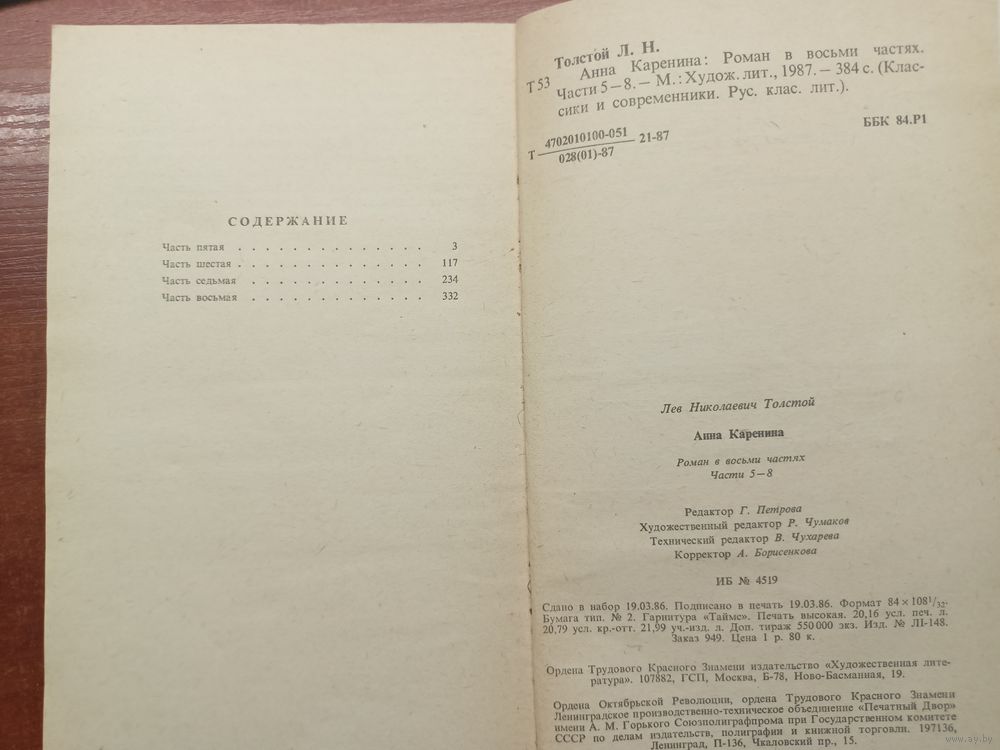 СОДЕРЖАНИЕ
Часть пятая . . . . . . . . . . . . . . 3
Часть шестая . . . . . . . . . . . . . . 117
Часть седьмая . . . . . . . . . . . . . 234
Часть восьмая . . . . . . . . . . . . . 332
Толстой Л. Н.
Т 53 Анна Каренина: Роман в восьми частях.
Части 5—8.— М.: Худож. лит., 1987.— 384 с. (Клас-
сики и современники. Рус. клас. лит.).
Т 4702010100-051 21-87
028(01)-87
ББК 84.Р1
Лев Николаевич Толстой
Анна Каренина
Роман в восьми частях
Части 5—8
Редактор Г. Петрова
Художественный редактор Р. Чумаков
Технический редактор В. Чухарева
Корректор А. Борисенкова
ИБ № 4519
Сдано в набор 19.03.86. Подписано в печать 19.03.86. Формат 84×108 1/32.
Бумага тип. № 2. Гарнитура «Таймс». Печать высокая. 20,16 усл. печ. л.
20,79 усл. кр.-отт. 21,99 уч.-изд. л. Доп. тираж 550 000 экз. Изд. № ЛI-148.
Заказ 949. Цена 1 р. 80 к.
Ордена Трудового Красного Знамени издательство «Художественная лите-
ратура». 107882, ГСП, Москва, Б-78, Ново-Басманная, 19.
Ордена Октябрьской Революции, ордена Трудового Красного Знамени
Ленинградское производственно-техническое объединение «Печатный Двор»
имени А. М. Горького Союзполиграфпрома при Государственном комитете
СССР по делам издательств, полиграфии и книжной торговли. 197136,
Ленинград, П-136, Чкаловский пр., 15.
www.ay.by